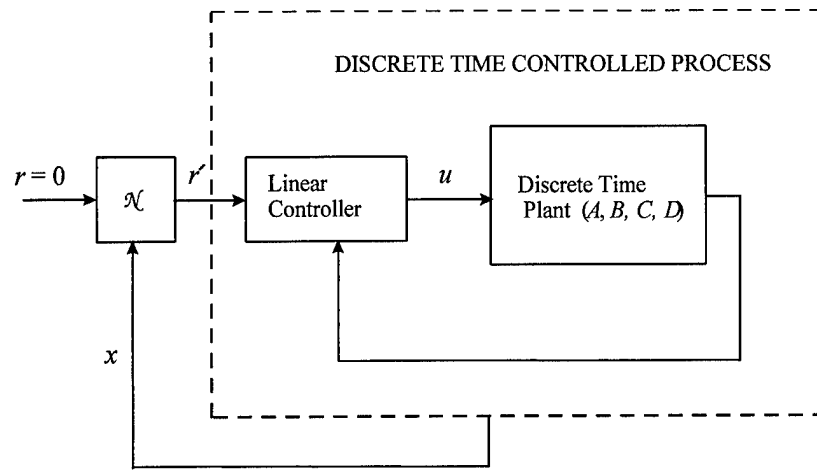 DISCRETE TIME CONTROLLED PROCESS
r = 0
𝒩
r′
Linear
Controller
u
Discrete Time
Plant (A, B, C, D)
x